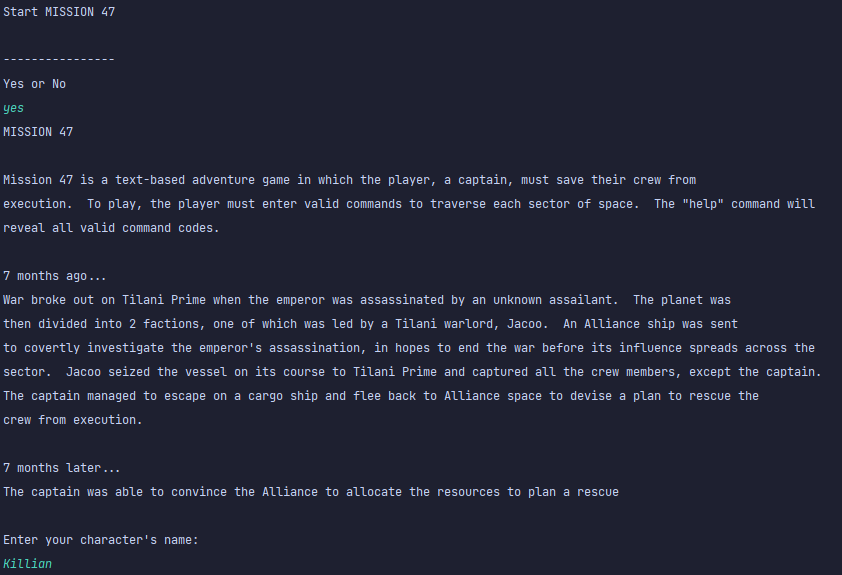 Start MISSION 47
----------------
Yes or No
yes
MISSION 47
Mission 47 is a text-based adventure game in which the player, a captain, must save their crew from
execution.  To play, the player must enter valid commands to traverse each sector of space.  The "help" command will
reveal all valid command codes.
7 months ago...
War broke out on Tilani Prime when the emperor was assassinated by an unknown assailant.  The planet was
then divided into 2 factions, one of which was led by a Tilani warlord, Jacoo.  An Alliance ship was sent
to covertly investigate the emperor's assassination, in hopes to end the war before its influence spreads across the
sector.  Jacoo seized the vessel on its course to Tilani Prime and captured all the crew members, except the captain.
The captain managed to escape on a cargo ship and flee back to Alliance space to devise a plan to rescue the
crew from execution.
7 months later...
The captain was able to convince the Alliance to allocate the resources to plan a rescue
Enter your character's name:
Killian